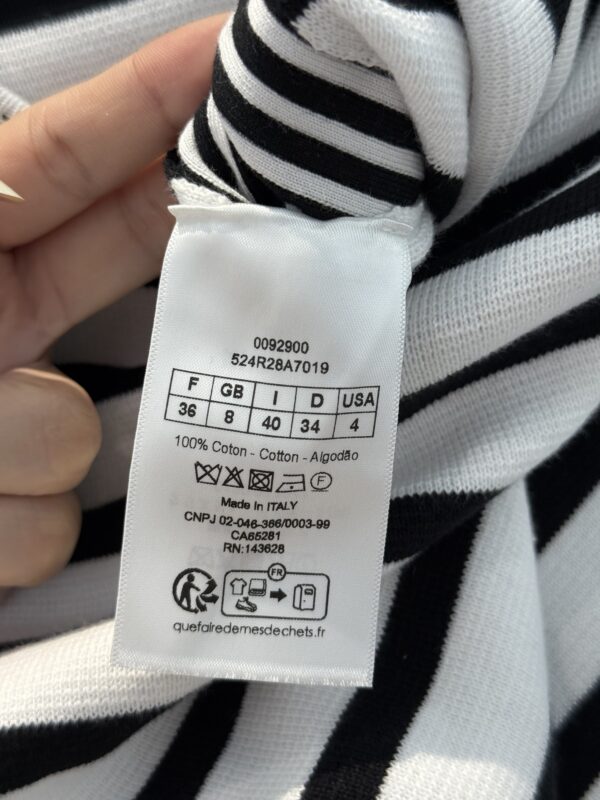 0092900
524R28A7019
F GB I D USA
36 8 40 34 4
100% Coton - Cotton - Algodão
F
Made in ITALY
CNPJ 02-046-366/0003-99
CA65281
RN:143628
FR
quefairedemesdechets.fr